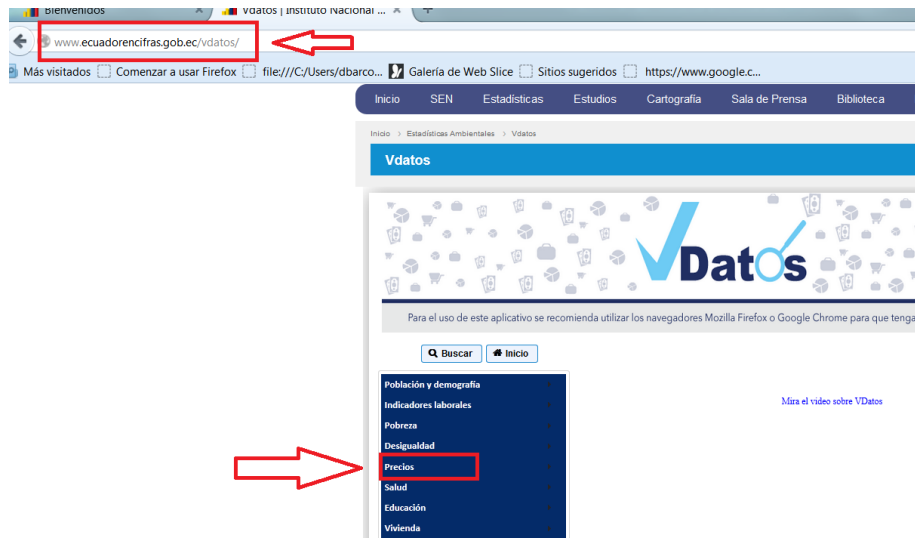 Bienvenidos
Vdatos | Instituto Nacional ...
www.ecuadorencifras.gob.ec/vdatos/
Más visitados Comenzar a usar Firefox file:///C:/Users/dbarco... Galería de Web Slice Sitios sugeridos https://www.google.c...
Inicio SEN Estadísticas Estudios Cartografía Sala de Prensa Biblioteca
Inicio > Estadísticas Ambientales > Vdatos
Vdatos
VDatos
Para el uso de este aplicativo se recomienda utilizar los navegadores Mozilla Firefox o Google Chrome para que tenga
Buscar Inicio
Población y demografía
Indicadores laborales
Mira el video sobre VDatos
Pobreza
Desigualdad
Precios
Salud
Educación
Vivienda